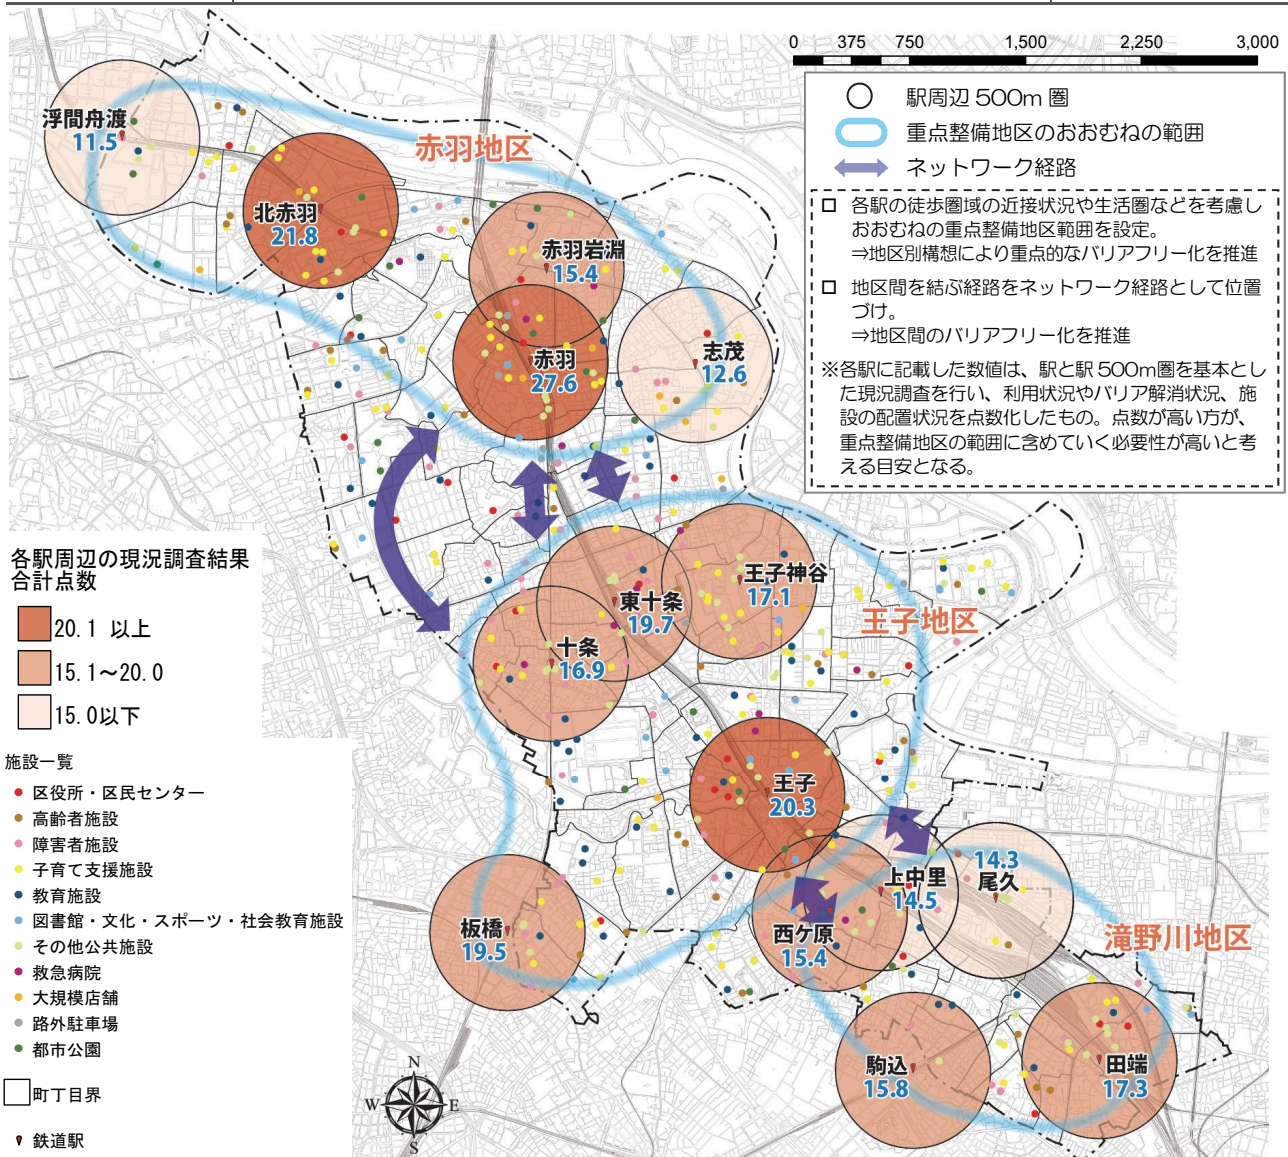 0 375 750 1,500 2,250 3,000
駅周辺500m圏
重点整備地区のおおむねの範囲
ネットワーク経路
□ 各駅の徒歩圏域の近接状況や生活圏などを考慮し
おおむねの重点整備地区範囲を設定。
⇒地区別構想により重点的なバリアフリー化を推進
□ 地区間を結ぶ経路をネットワーク経路として位置
づけ。
⇒地区間のバリアフリー化を推進
※各駅に記載した数値は、駅と駅500m圏を基本とし
た現況調査を行い、利用状況やバリア解消状況、施
設の配置状況を点数化したもの。点数が高い方が、
重点整備地区の範囲に含めていく必要性が高いと考
える目安となる。
浮間舟渡
11.5
赤羽地区
北赤羽
21.8
赤羽岩淵
15.4
赤羽
27.6
志茂
12.6
王子神谷
17.1
東十条
19.7
王子地区
十条
16.9
王子
20.3
上中里
14.5
14.3
尾久
西ケ原
15.4
板橋
19.5
滝野川地区
駒込
15.8
田端
17.3
各駅周辺の現況調査結果
合計点数
20.1 以上
15.1～20.0
15.0以下
施設一覧
区役所・区民センター
高齢者施設
障害者施設
子育て支援施設
教育施設
図書館・文化・スポーツ・社会教育施設
その他公共施設
救急病院
大規模店舗
路外駐車場
都市公園
町丁目界
鉄道駅
N
W E
S